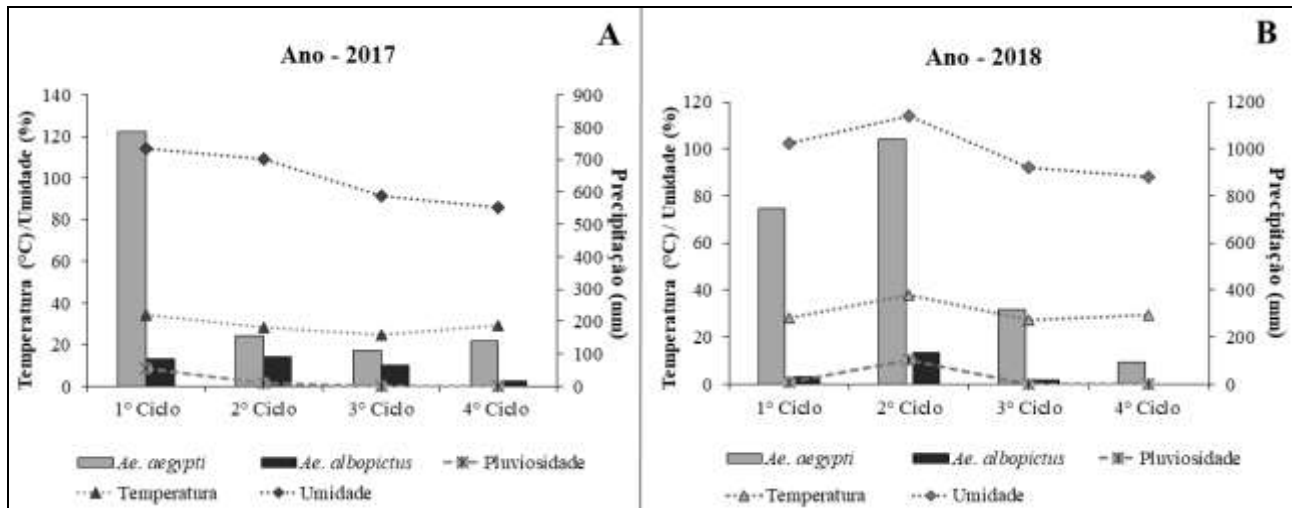 A
Ano - 2017
Temperatura (°C) /Umidade (%)
140
120
100
80
60
40
20
0
900
800
700
600
500
400
300
200
100
0
Precipitação (mm)
1° Ciclo 2° Ciclo 3° Ciclo 4° Ciclo
Ae. aegypti Ae. albopictus Pluviosidade
Temperatura Umidade
B
Ano - 2018
Temperatura (°C) / Umidade (%)
120
100
80
60
40
20
0
1200
1000
800
600
400
200
0
Precipitação (mm)
1° Ciclo 2° Ciclo 3° Ciclo 4° Ciclo
Ae. aegypti Ae. albopictus Pluviosidade
Temperatura Umidade